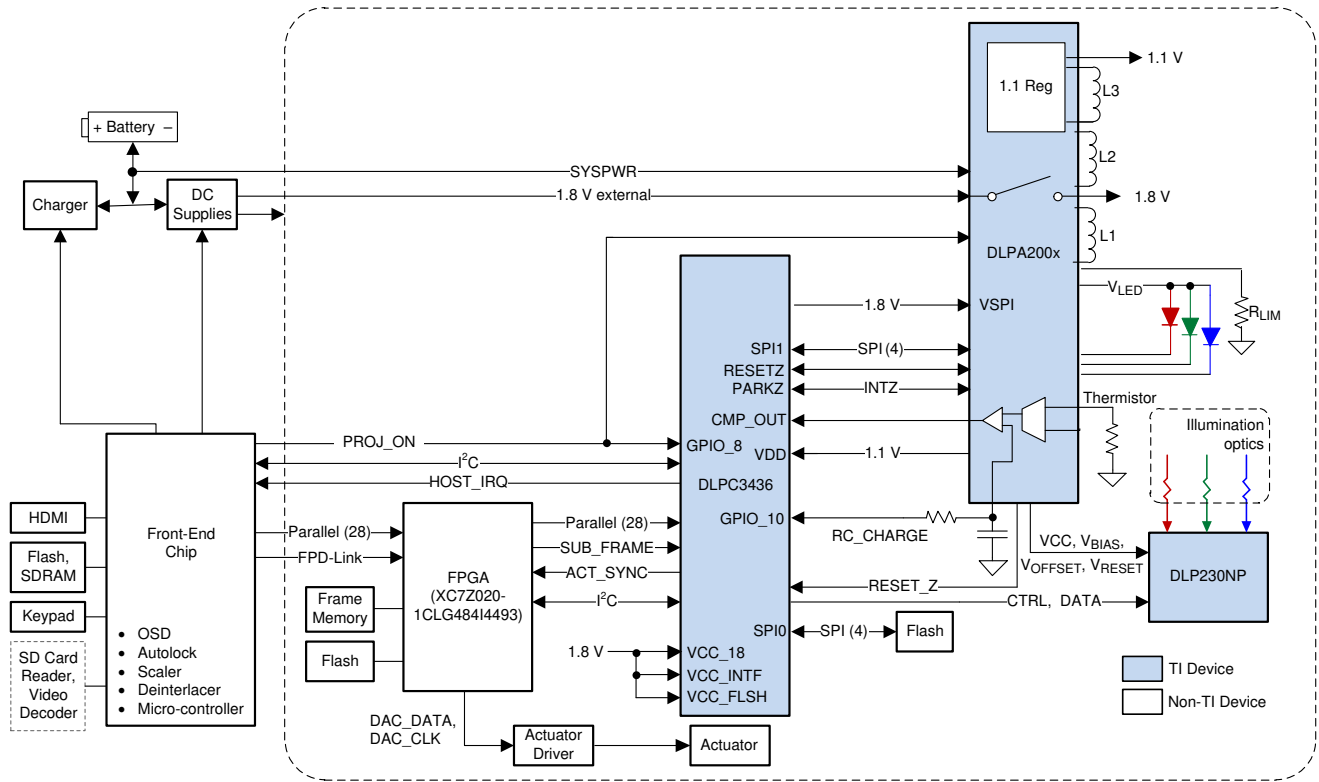 1.1 V
1.1 Reg
L3
+ Battery –
L2
SYSPWR
Charger
DC
Supplies
1.8 V external
1.8 V
L1
DLPA200x
VLED
RLIM
1.8 V
VSPI
SPI1
SPI (4)
RESETZ
PARKZ
INTZ
Thermistor
CMP_OUT
Illumination
optics
PROJ_ON
GPIO_8
VDD
1.1 V
I2C
HOST_IRQ
DLPC3436
HDMI
Front-End
Chip
Parallel (28)
Parallel (28)
GPIO_10
RC_CHARGE
FPD-Link
SUB_FRAME
VCC, VBIAS,
VOFFSET, VRESET
Flash,
SDRAM
FPGA
(XC7Z020-
1CLG484I4493)
ACT_SYNC
RESET_Z
DLP230NP
Frame
Memory
I2C
CTRL, DATA
Keypad
SPI0
SPI (4)
Flash
• OSD
• Autolock
• Scaler
• Deinterlacer
• Micro-controller
SD Card
Reader,
Video
Decoder
Flash
1.8 V
VCC_18
VCC_INTF
VCC_FLSH
TI Device
Non-TI Device
DAC_DATA,
DAC_CLK
Actuator
Driver
Actuator